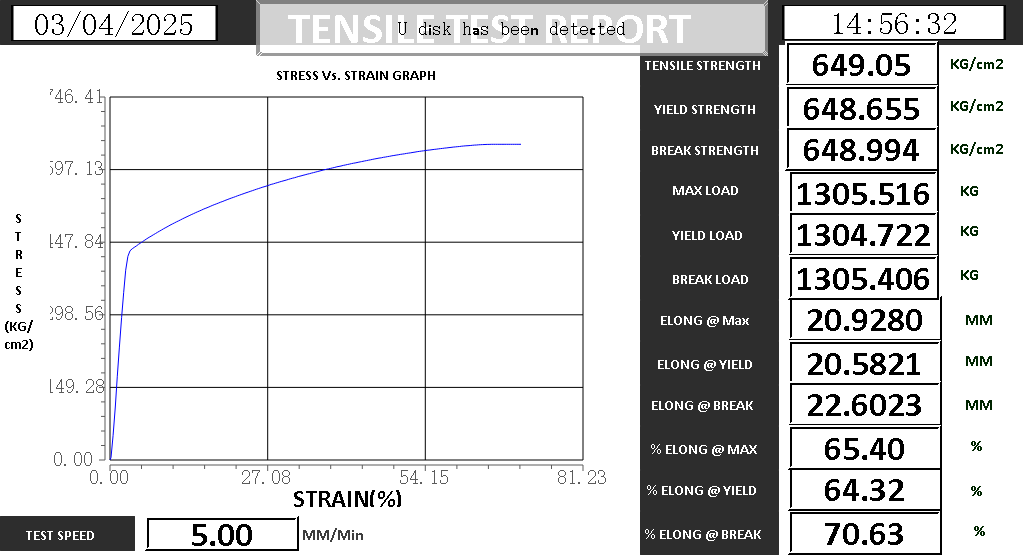 03/04/2025
TENSILE TEST REPORT
U disk has been detected
14:56:32
STRESS Vs. STRAIN GRAPH
746.41
597.13
447.84
298.56
149.28
0.00
STRESS
(KG/
cm2)
0.00 27.08 54.15 81.23
STRAIN(%)
TEST SPEED 5.00 MM/Min
TENSILE STRENGTH 649.05 KG/cm2
YIELD STRENGTH 648.655 KG/cm2
BREAK STRENGTH 648.994 KG/cm2
MAX LOAD 1305.516 KG
YIELD LOAD 1304.722 KG
BREAK LOAD 1305.406 KG
ELONG @ Max 20.9280 MM
ELONG @ YIELD 20.5821 MM
ELONG @ BREAK 22.6023 MM
% ELONG @ MAX 65.40 %
% ELONG @ YIELD 64.32 %
% ELONG @ BREAK 70.63 %